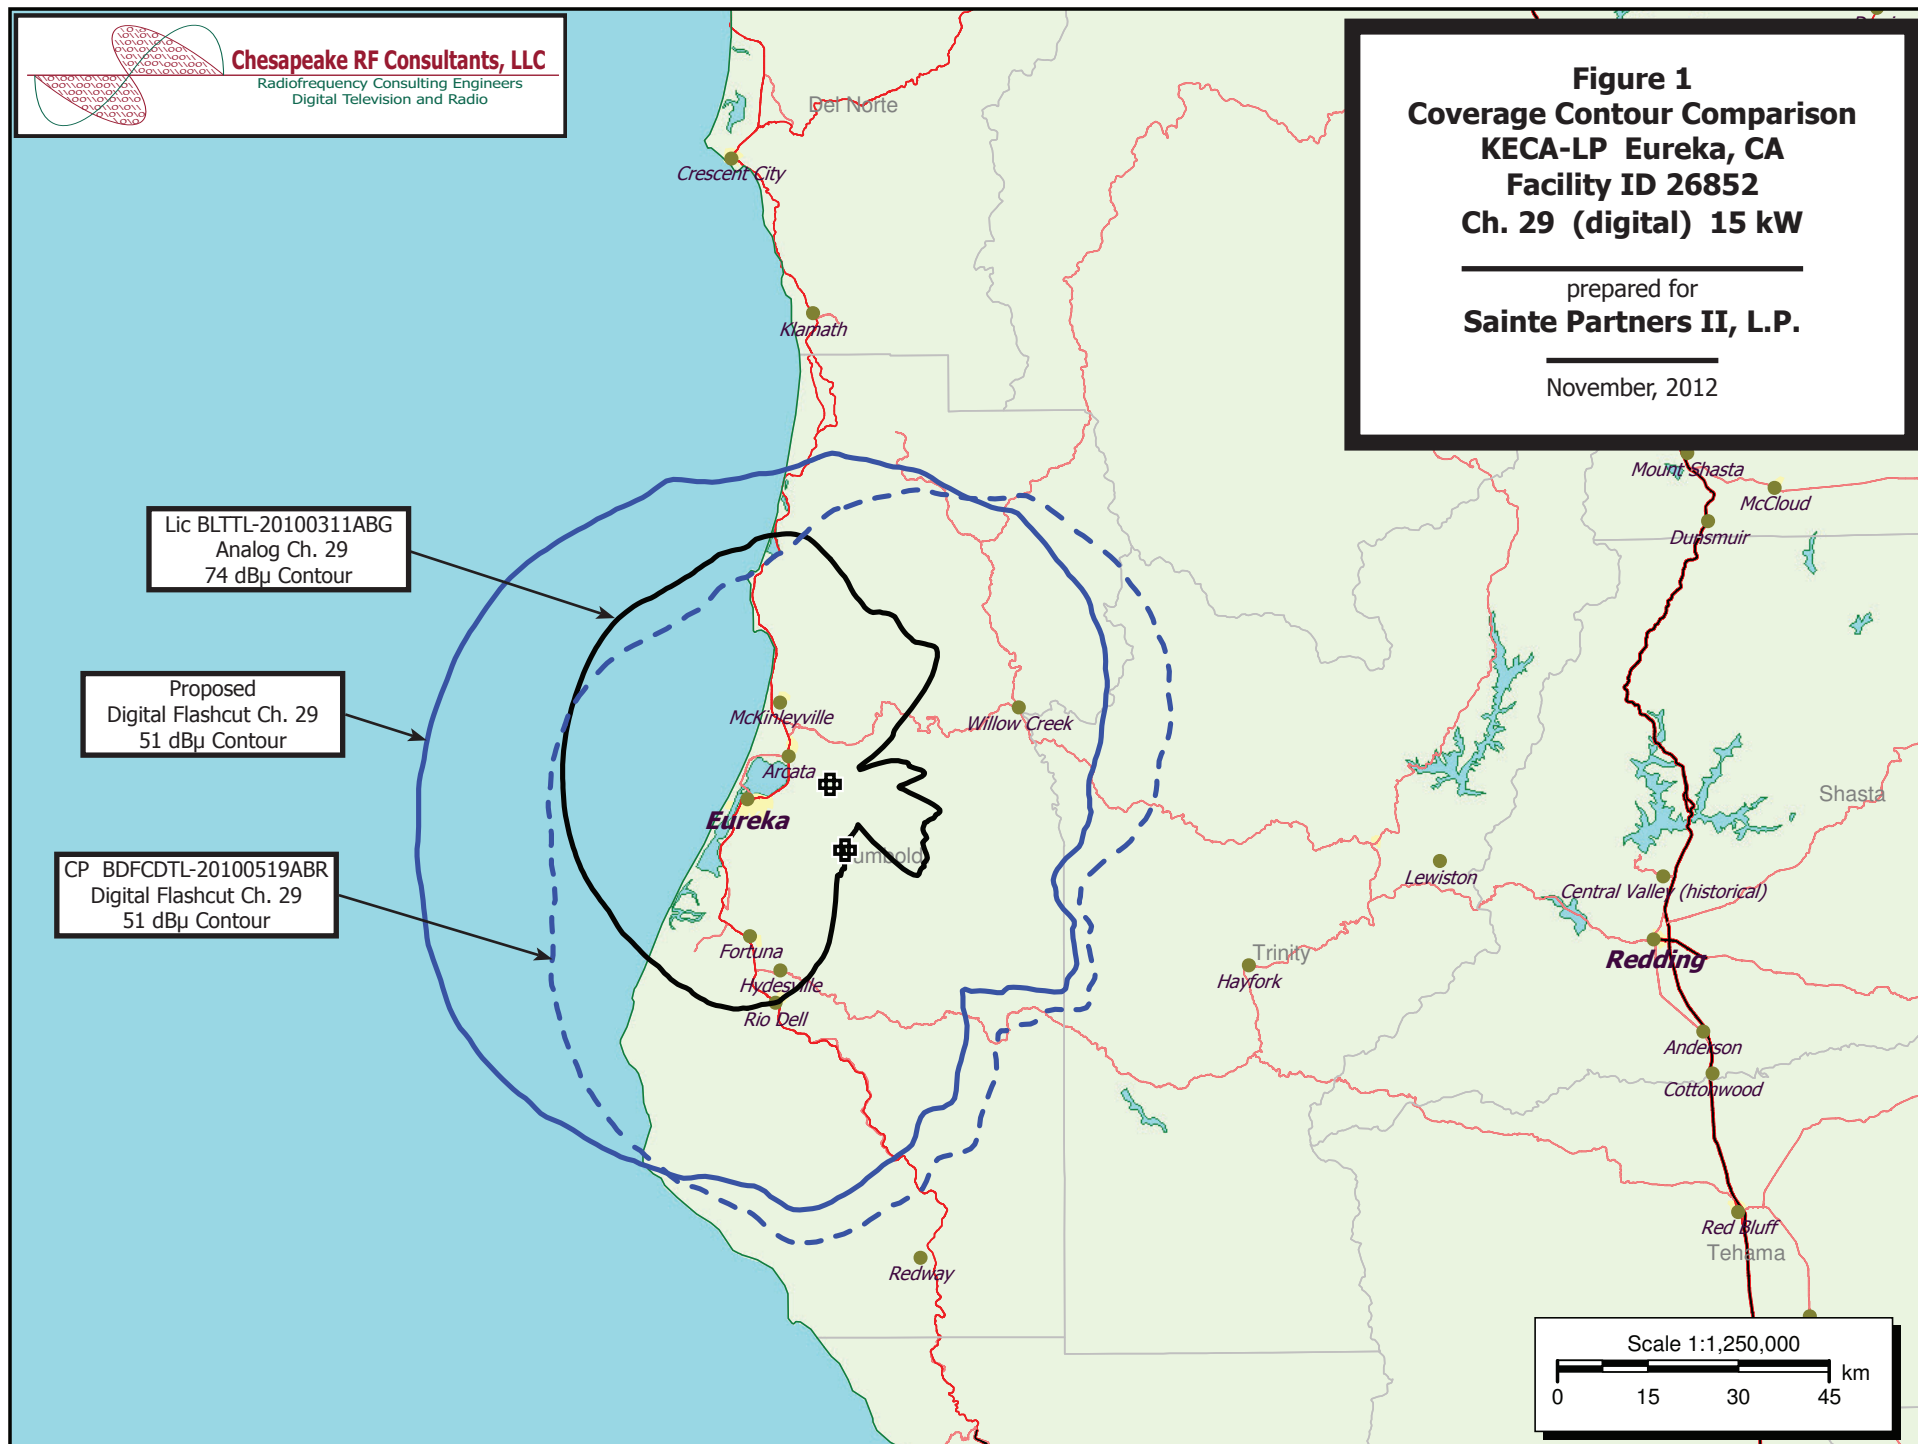 Chesapeake RF Consultants, LLC
Radiofrequency Consulting Engineers
Digital Television and Radio
Figure 1
Coverage Contour Comparison
KECA-LP Eureka, CA
Facility ID 26852
Ch. 29 (digital) 15 kW
prepared for
Sainte Partners II, L.P.
November, 2012
Del Norte
Crescent City
Klamath
Mount Shasta
McCloud
Dunsmuir
Lic BLTTL-20100311ABG
Analog Ch. 29
74 dBµ Contour
Proposed
Digital Flashcut Ch. 29
51 dBµ Contour
CP BDFCDTL-20100519ABR
Digital Flashcut Ch. 29
51 dBµ Contour
McKinleyville
Willow Creek
Arcata
Eureka
Shasta
Lewiston
Central Valley (historical)
Fortuna
Trinity
Redding
Hayfork
Hydesville
Rio Dell
Anderson
Cottonwood
Red Bluff
Tehama
Redway
Scale 1:1,250,000
km
0 15 30 45